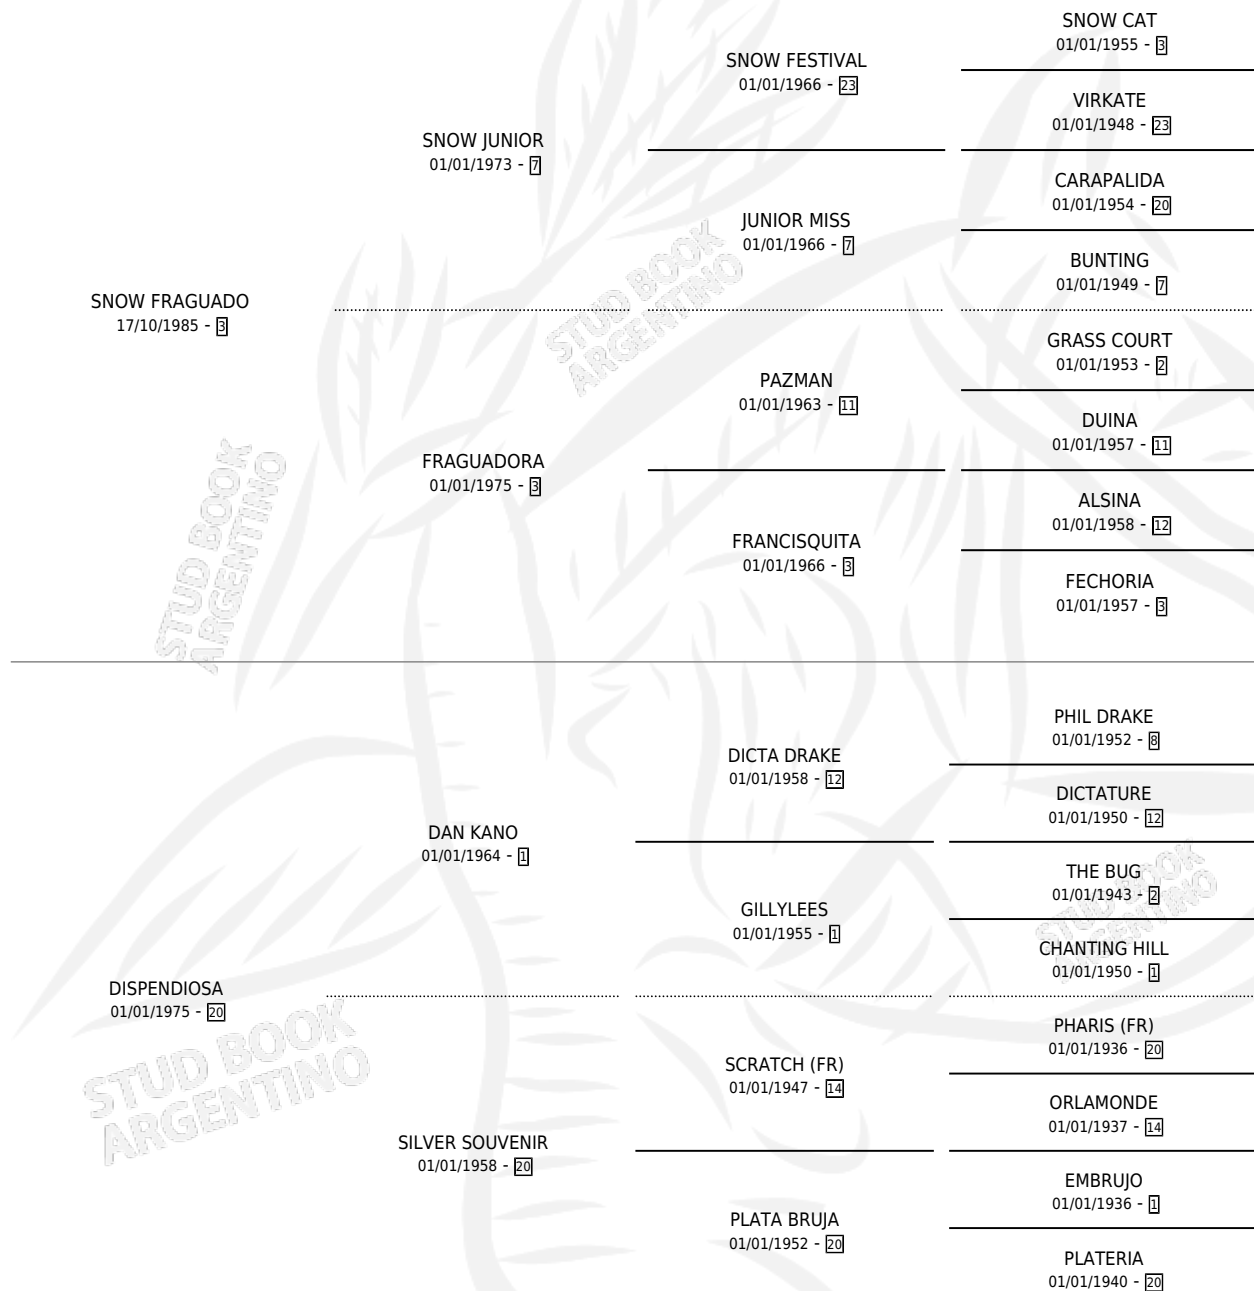 SNOW FRAGUADO
17/10/1985 - 3
SNOW JUNIOR
01/01/1973 - 7
FRAGUADORA
01/01/1975 - 3
SNOW FESTIVAL
01/01/1966 - 23
JUNIOR MISS
01/01/1966 - 7
PAZMAN
01/01/1963 - 11
FRANCISQUITA
01/01/1966 - 3
SNOW CAT
01/01/1955 - 3
VIRKATE
01/01/1948 - 23
CARAPALIDA
01/01/1954 - 20
BUNTING
01/01/1949 - 7
GRASS COURT
01/01/1953 - 2
DUINA
01/01/1957 - 11
ALSINA
01/01/1958 - 12
FECHORIA
01/01/1957 - 3
DISPENDIOSA
01/01/1975 - 20
DAN KANO
01/01/1964 - 1
SILVER SOUVENIR
01/01/1958 - 20
DICTA DRAKE
01/01/1958 - 12
GILLYLEES
01/01/1955 - 1
SCRATCH (FR)
01/01/1947 - 14
PLATA BRUJA
01/01/1952 - 20
PHIL DRAKE
01/01/1952 - 8
DICTATURE
01/01/1950 - 12
THE BUG
01/01/1943 - 2
CHANTING HILL
01/01/1950 - 1
PHARIS (FR)
01/01/1936 - 20
ORLAMONDE
01/01/1937 - 14
EMBRUJO
01/01/1936 - 1
PLATERIA
01/01/1940 - 20
STUD BOOK
ARGENTINO
STUD BOOK
ARGENTINO
STUD BOOK
ARGENTINO
STUD BOOK
ARGENTINO